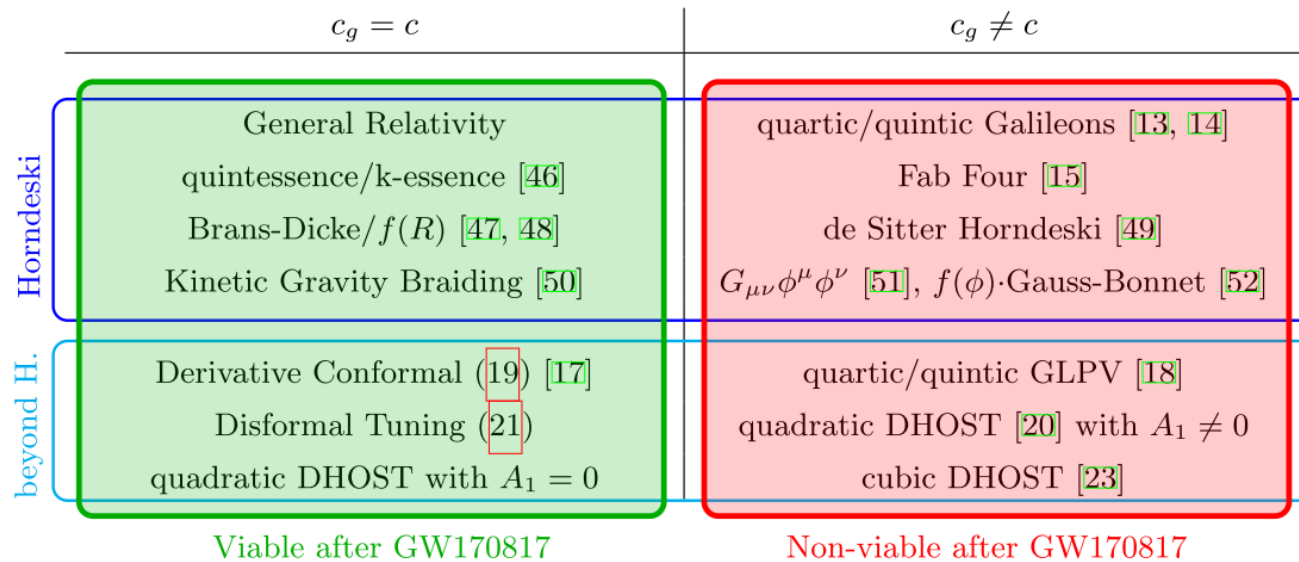 c_g = c
c_g ≠ c
Horndeski
General Relativity
quintessence/k-essence [46]
Brans-Dicke/f(R) [47, 48]
Kinetic Gravity Braiding [50]
quartic/quintic Galileons [13, 14]
Fab Four [15]
de Sitter Horndeski [49]
G_{μν}ϕ^μϕ^ν [51], f(ϕ)·Gauss-Bonnet [52]
beyond H.
Derivative Conformal (19) [17]
Disformal Tuning (21)
quadratic DHOST with A_1 = 0
quartic/quintic GLPV [18]
quadratic DHOST [20] with A_1 ≠ 0
cubic DHOST [23]
Viable after GW170817
Non-viable after GW170817